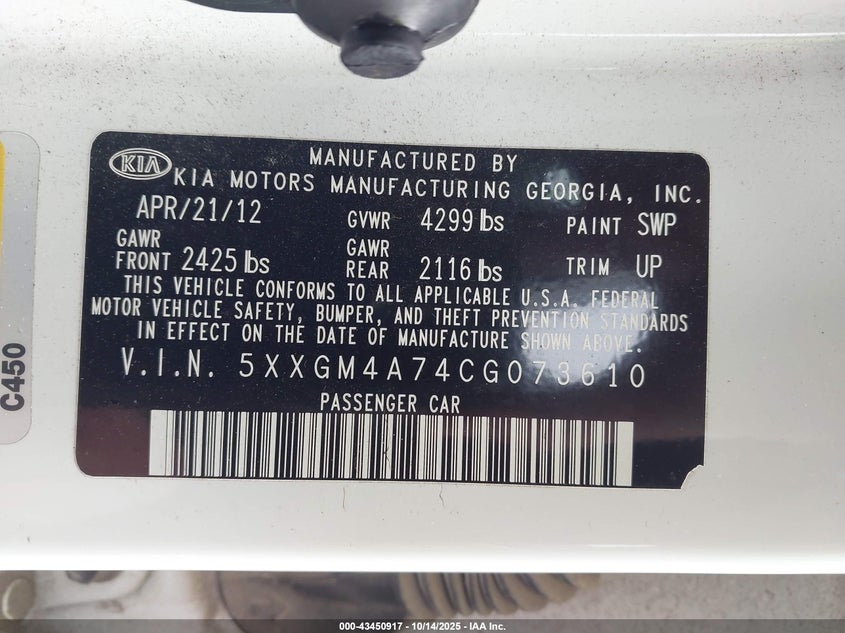 KIA
MANUFACTURED BY
KIA MOTORS MANUFACTURING GEORGIA, INC.
APR/21/12 GVWR 4299 lbs PAINT SWP
GAWR FRONT 2425 lbs GAWR REAR 2116 lbs TRIM UP
THIS VEHICLE CONFORMS TO ALL APPLICABLE U.S.A. FEDERAL
MOTOR VEHICLE SAFETY, BUMPER, AND THEFT PREVENTION STANDARDS
IN EFFECT ON THE DATE OF MANUFACTURE SHOWN ABOVE.
V.I.N. 5XXGM4A74CG073610
PASSENGER CAR
C450
000-43450917 | 10/14/2025 - IAA Inc.